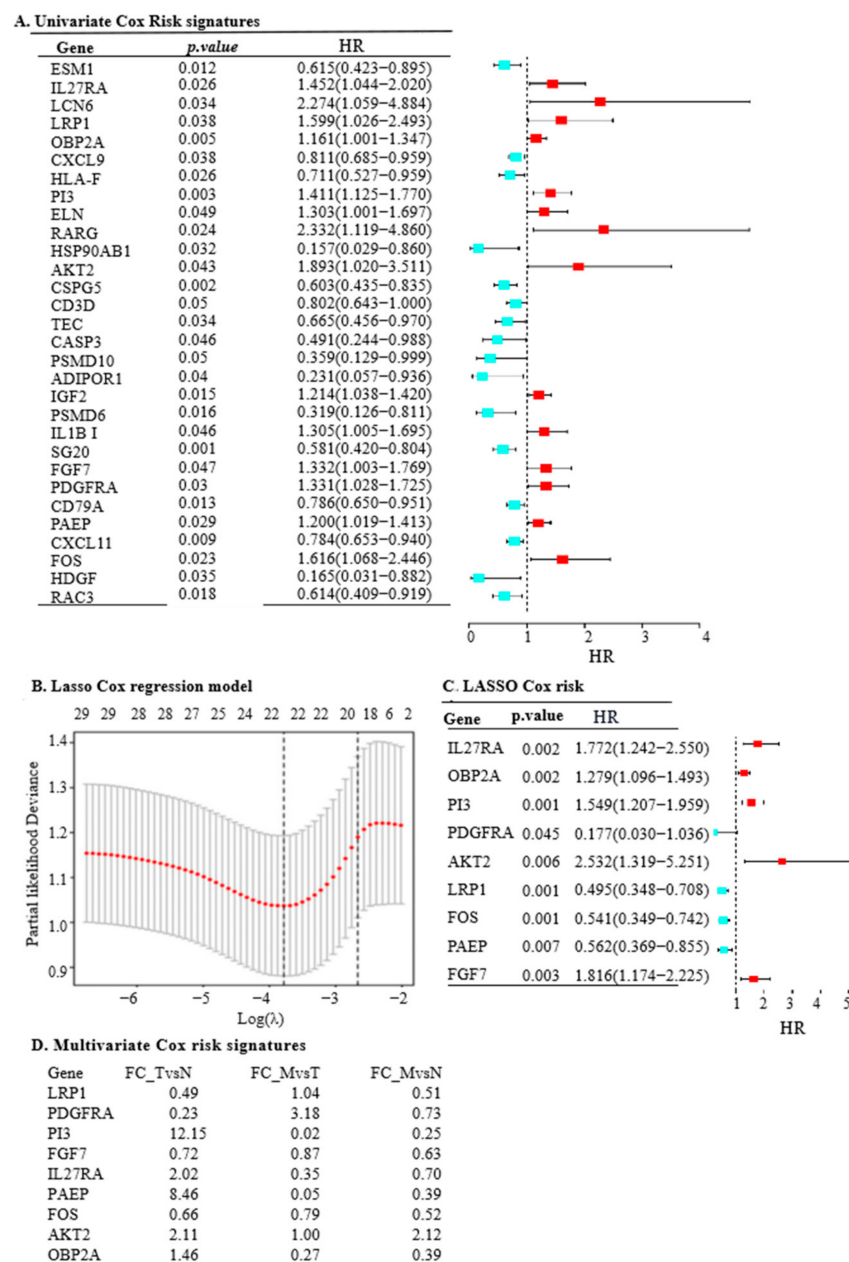 A. Univariate Cox Risk signatures
Gene p.value HR
ESM1 0.012 0.615(0.423−0.895)
IL27RA 0.026 1.452(1.044−2.020)
LCN6 0.034 2.274(1.059−4.884)
LRP1 0.038 1.599(1.026−2.493)
OBP2A 0.005 1.161(1.001−1.347)
CXCL9 0.038 0.811(0.685−0.959)
HLA-F 0.026 0.711(0.527−0.959)
PI3 0.003 1.411(1.125−1.770)
ELN 0.049 1.303(1.001−1.697)
RARG 0.024 2.332(1.119−4.860)
HSP90AB1 0.032 0.157(0.029−0.860)
AKT2 0.043 1.893(1.020−3.511)
CSPG5 0.002 0.603(0.435−0.835)
CD3D 0.05 0.802(0.643−1.000)
TEC 0.034 0.665(0.456−0.970)
CASP3 0.046 0.491(0.244−0.988)
PSMD10 0.05 0.359(0.129−0.999)
ADIPOR1 0.04 0.231(0.057−0.936)
IGF2 0.015 1.214(1.038−1.420)
PSMD6 0.016 0.319(0.126−0.811)
IL1B I 0.046 1.305(1.005−1.695)
SG20 0.001 0.581(0.420−0.804)
FGF7 0.047 1.332(1.003−1.769)
PDGFRA 0.03 1.331(1.028−1.725)
CD79A 0.013 0.786(0.650−0.951)
PAEP 0.029 1.200(1.019−1.413)
CXCL11 0.009 0.784(0.653−0.940)
FOS 0.023 1.616(1.068−2.446)
HDGF 0.035 0.165(0.031−0.882)
RAC3 0.018 0.614(0.409−0.919)
0 1 2 3 4
HR
B. Lasso Cox regression model
29 29 28 28 27 25 24 22 22 22 20 18 6 2
1.4
1.3
1.2
1.1
1.0
0.9
Partial likelihood Deviance
−6 −5 −4 −3 −2
Log(λ)
C. LASSO Cox risk
Gene p.value HR
IL27RA 0.002 1.772(1.242−2.550)
OBP2A 0.002 1.279(1.096−1.493)
PI3 0.001 1.549(1.207−1.959)
PDGFRA 0.045 0.177(0.030−1.036)
AKT2 0.006 2.532(1.319−5.251)
LRP1 0.001 0.495(0.348−0.708)
FOS 0.001 0.541(0.349−0.742)
PAEP 0.007 0.562(0.369−0.855)
FGF7 0.003 1.816(1.174−2.225)
1 2 3 4 5
HR
D. Multivariate Cox risk signatures
Gene FC_TvsN FC_MvsT FC_MvsN
LRP1 0.49 1.04 0.51
PDGFRA 0.23 3.18 0.73
PI3 12.15 0.02 0.25
FGF7 0.72 0.87 0.63
IL27RA 2.02 0.35 0.70
PAEP 8.46 0.05 0.39
FOS 0.66 0.79 0.52
AKT2 2.11 1.00 2.12
OBP2A 1.46 0.27 0.39